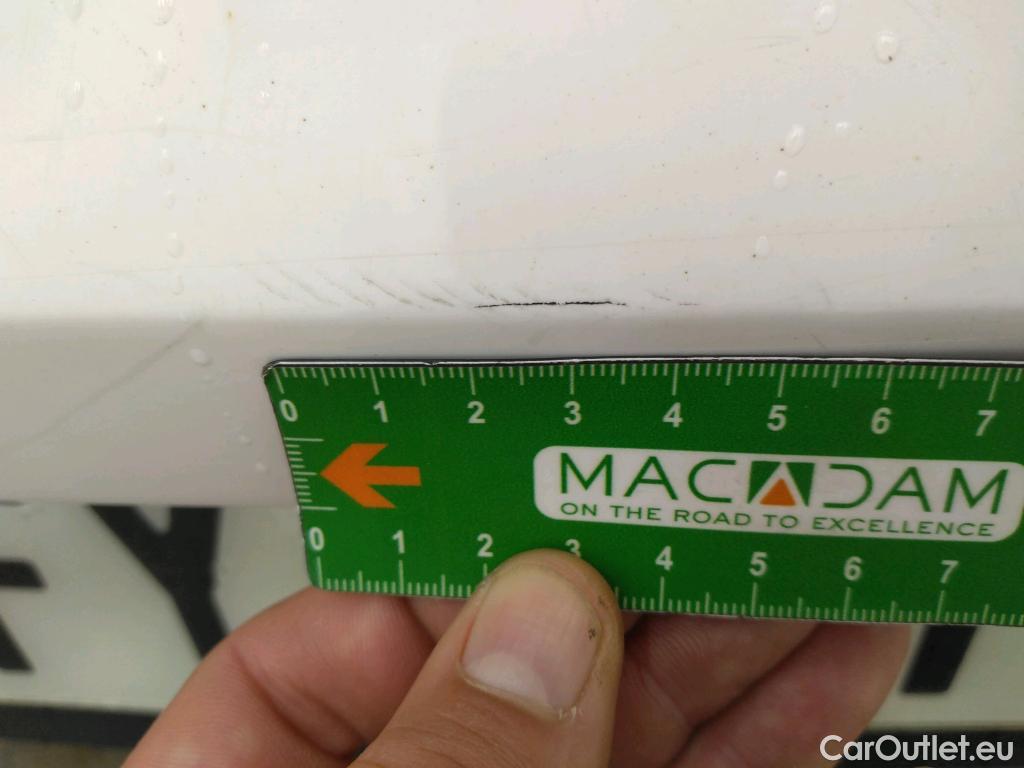 0 1 2 3 4 5 6 7
MACADAM
ON THE ROAD TO EXCELLENCE
0 1 2 3 4 5 6 7
CarOutlet.eu